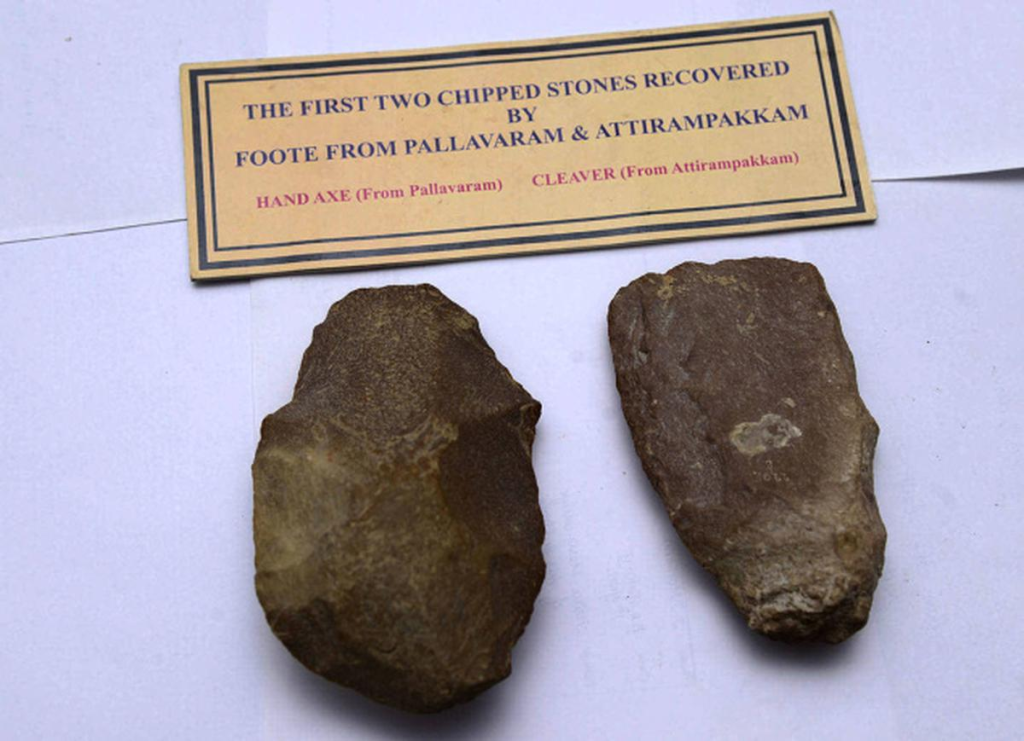 THE FIRST TWO CHIPPED STONES RECOVERED
BY
FOOTE FROM PALLAVARAM & ATTIRAMPAKKAM
HAND AXE (From Pallavaram) CLEAVER (From Attirampakkam)